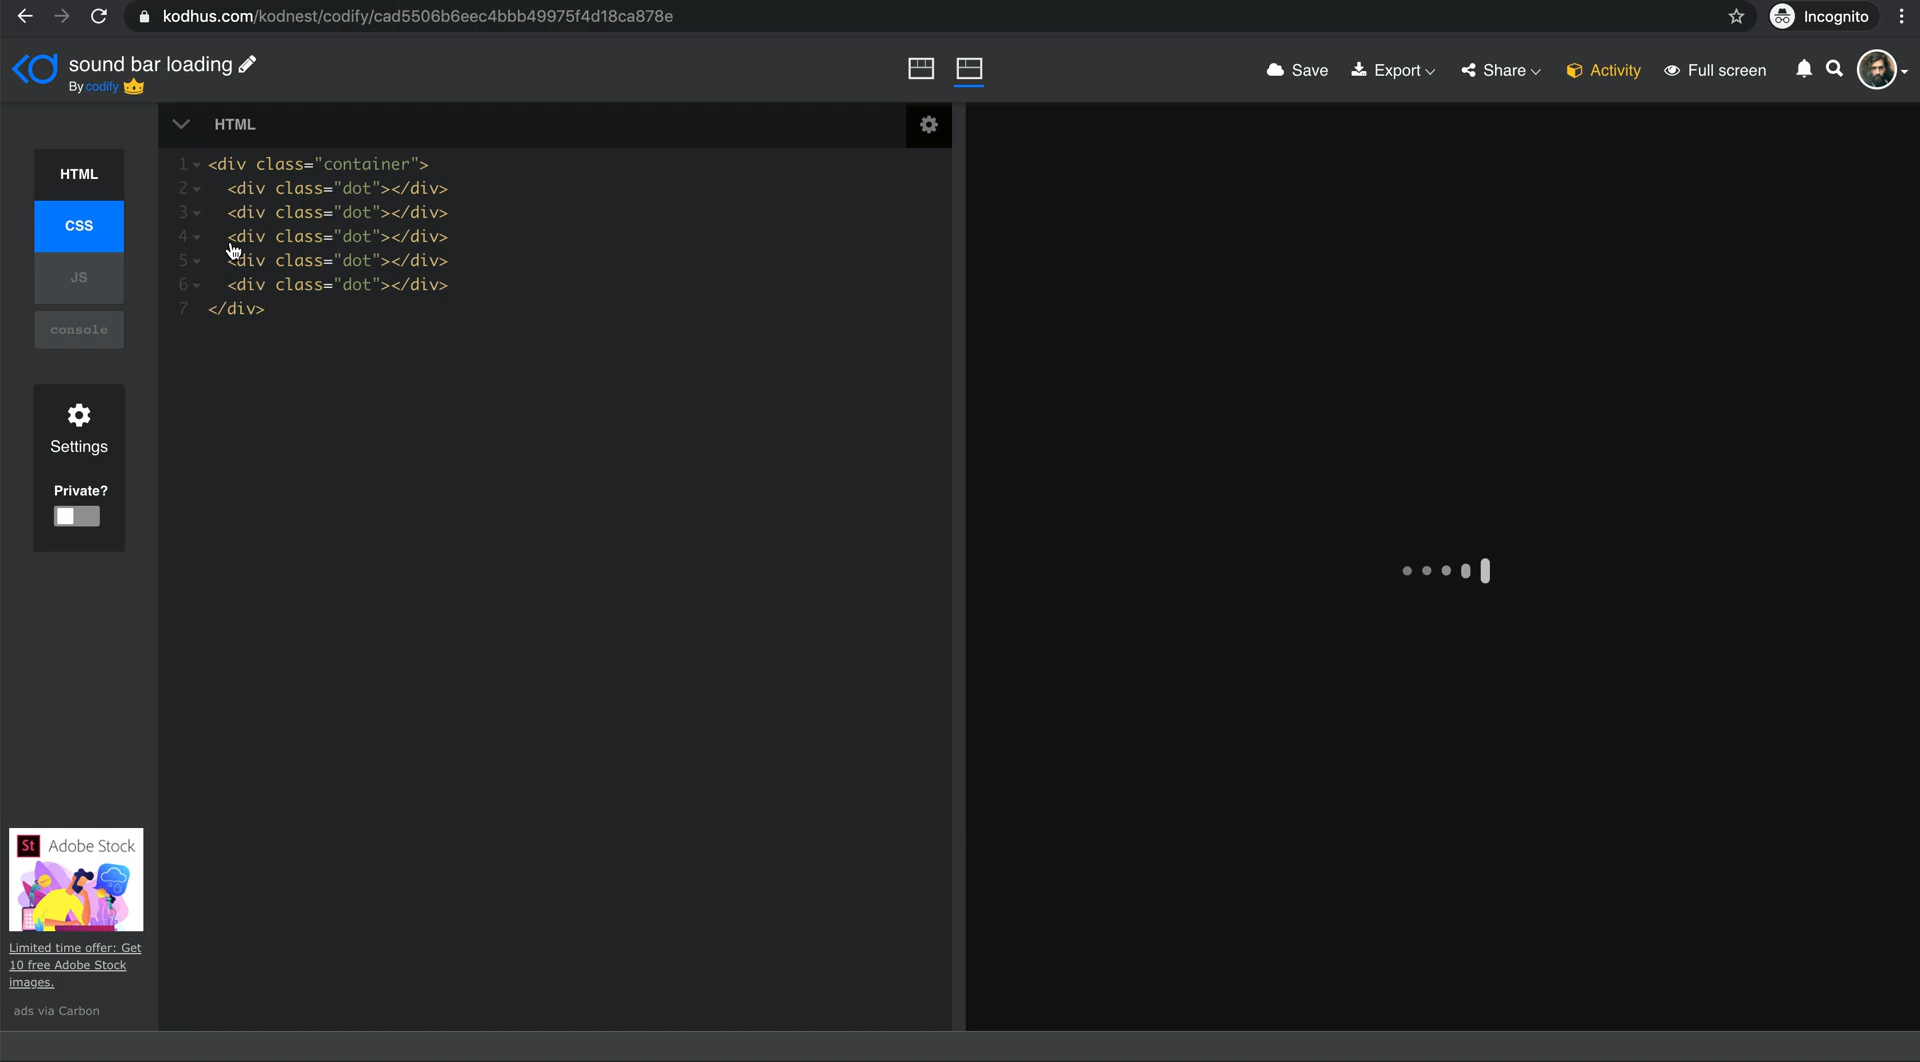 kodhus.com/kodnest/codify/cad5506b6eec4bbb49975f4d18ca878e
Incognito
sound bar loading
By codify
Save
Export
Share
Activity
Full screen
HTML
CSS
JS
console
Settings
Private?
HTML
1 <div class="container">
2 <div class="dot"></div>
3 <div class="dot"></div>
4 <div class="dot"></div>
5 <div class="dot"></div>
6 <div class="dot"></div>
7 </div>
St Adobe Stock
Limited time offer: Get
10 free Adobe Stock
images.
ads via Carbon